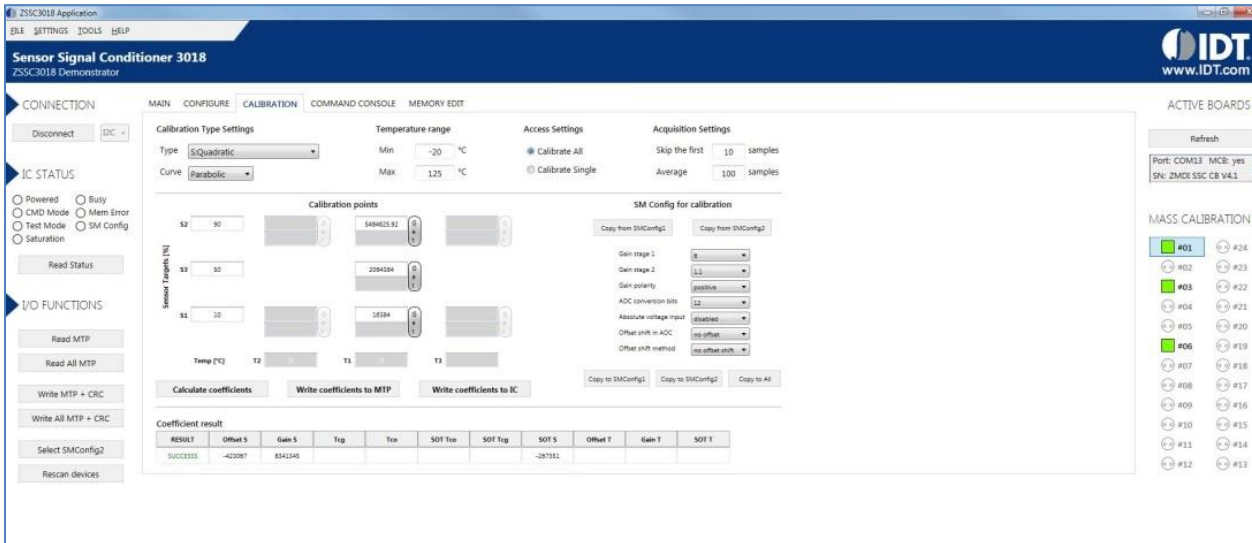 ZSSC3018 Application
FILE SETTINGS TOOLS HELP
Sensor Signal Conditioner 3018
ZSSC3018 Demonstrator
IDT.
www.IDT.com
CONNECTION
Disconnect I2C
IC STATUS
Powered Busy
CMD Mode Mem Error
Test Mode SM Config
Saturation
Read Status
I/O FUNCTIONS
Read MTP
Read All MTP
Write MTP + CRC
Write All MTP + CRC
Select SMConfig2
Rescan devices
MAIN CONFIGURE CALIBRATION COMMAND CONSOLE MEMORY EDIT
Calibration Type Settings Temperature range Access Settings Acquisition Settings
Type S:Quadratic Min -20 °C Calibrate All Skip the first 10 samples
Curve Parabolic Max 125 °C Calibrate Single Average 100 samples
Calibration points
Sensor Targets [%]
S2 90 5484625.92 Get
S3 50 2084384 Get
S1 10 16384 Get
Temp [°C] T2 T1 T3
Calculate coefficients Write coefficients to MTP Write coefficients to IC
SM Config for calibration
Copy from SMConfig1 Copy from SMConfig2
Gain stage 1
Gain stage 2 1.1
Gain polarity positive
ADC conversion bits 12
Absolute voltage input disabled
Offset shift in ADC no offset
Offset shift method no offset shift
Copy to SMConfig1 Copy to SMConfig2 Copy to All
Coefficient result
RESULT Offset S Gain S Tcg Tco SOT Tco SOT Tcg SOT S Offset T Gain T SOT T
SUCCESS -423067 8341345 -267351
ACTIVE BOARDS
Refresh
Port: COM13 MCB: yes
SN: ZMDI SSC CB V4.1
MASS CALIBRATION
#01 #24
#02 #23
#03 #22
#04 #21
#05 #20
#06 #19
#07 #18
#08 #17
#09 #16
#10 #15
#11 #14
#12 #13